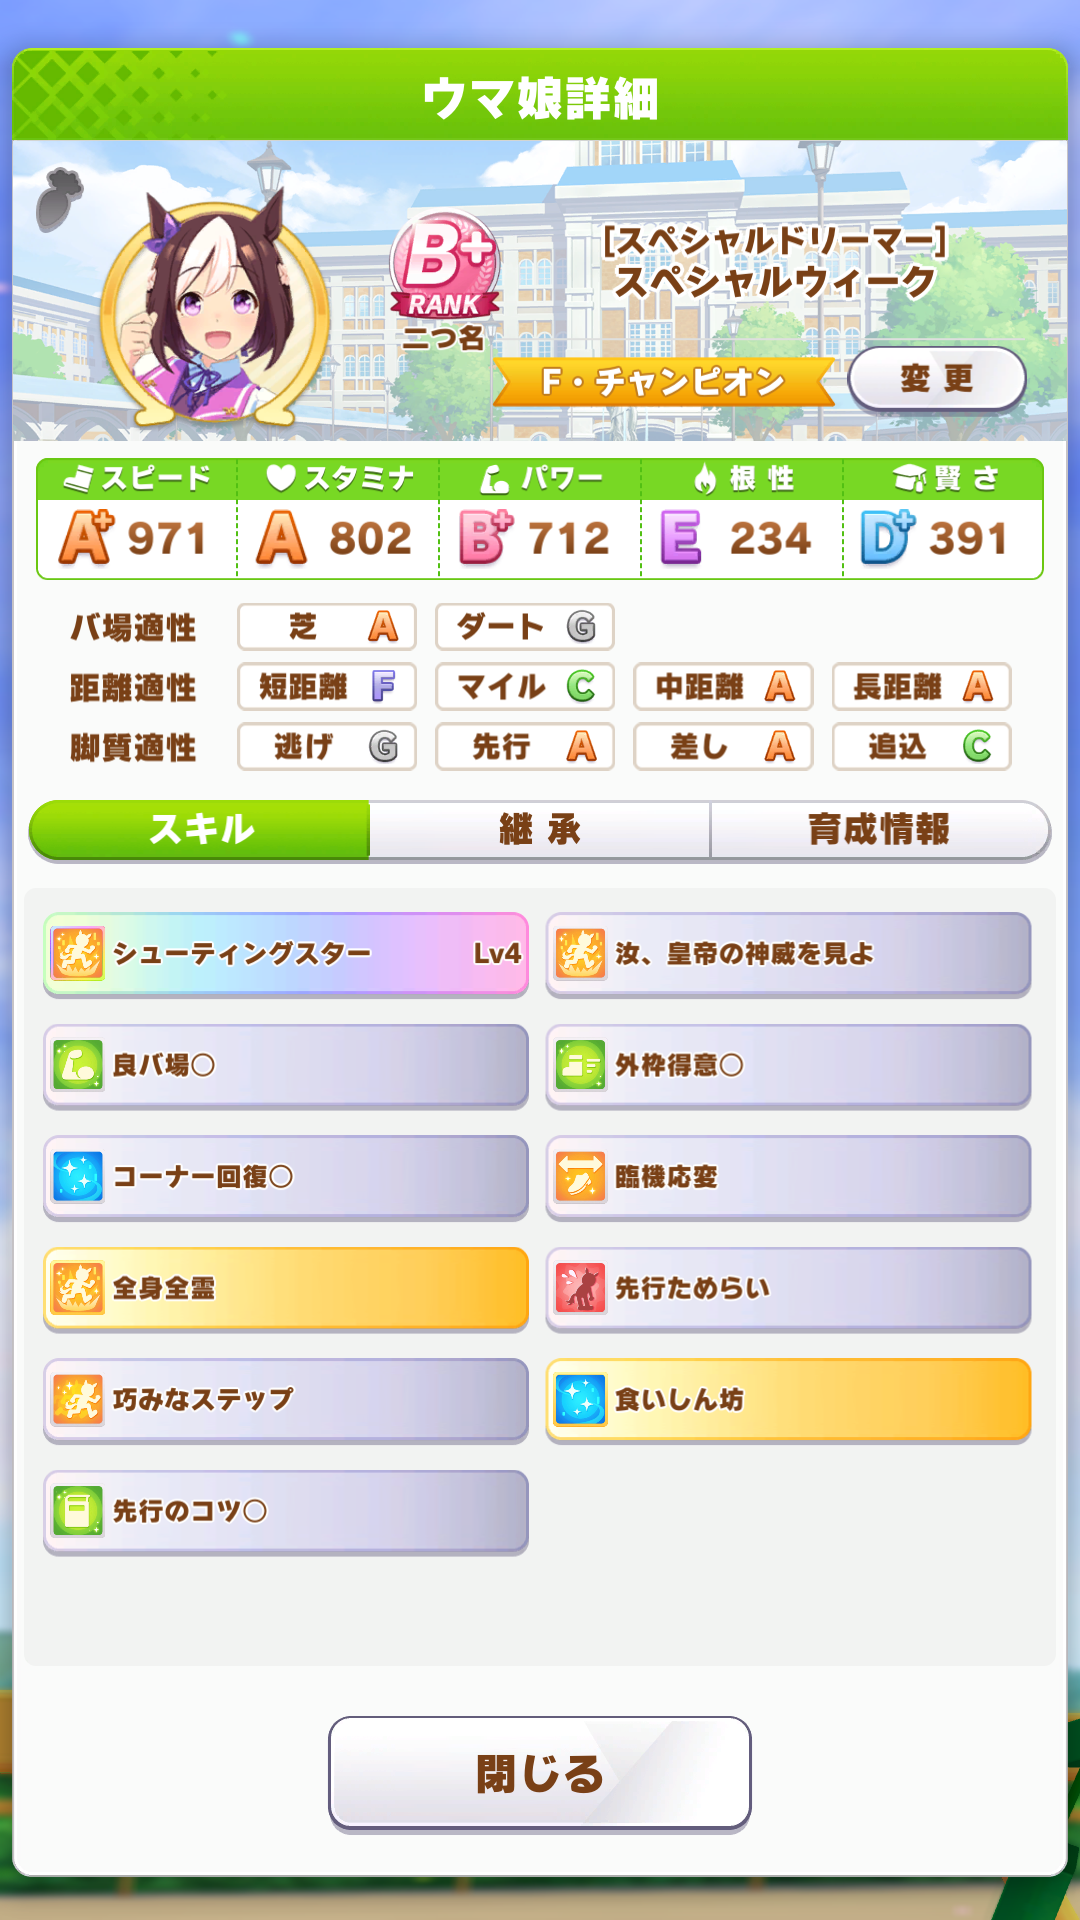 ウマ娘詳細
B+
RANK
二つ名
[スペシャルドリーマー]
スペシャルウィーク
F・チャンピオン
変更
スピード スタミナ パワー 根性 賢さ
A+ 971 A 802 B+ 712 E 234 D+ 391
バ場適性 芝 A ダート G
距離適性 短距離 F マイル C 中距離 A 長距離 A
脚質適性 逃げ G 先行 A 差し A 追込 C
スキル 継承 育成情報
シューティングスター Lv4 汝、皇帝の神威を見よ
良バ場○ 外枠得意○
コーナー回復○ 臨機応変
全身全霊 先行ためらい
巧みなステップ 食いしん坊
先行のコツ○
閉じる